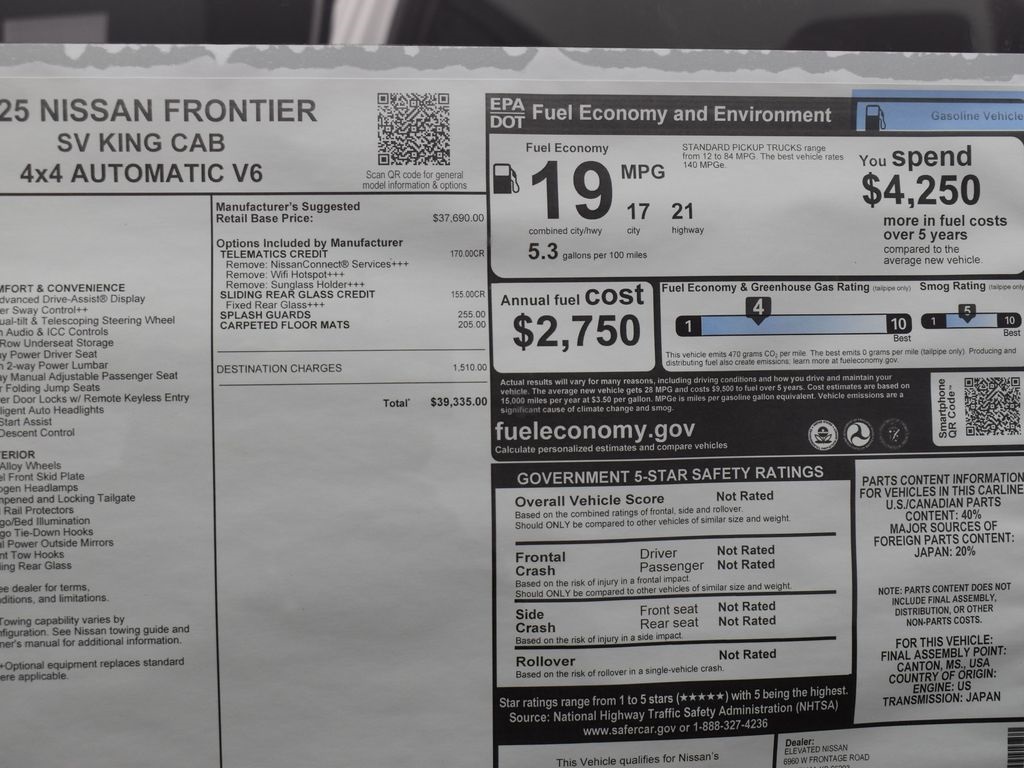 25 NISSAN FRONTIER
SV KING CAB
4x4 AUTOMATIC V6
Scan QR code for general
model information & options
MFORT & CONVENIENCE
dvanced Drive-Assist® Display
er Sway Control++
ual-tilt & Telescoping Steering Wheel
n Audio & ICC Controls
Row Underseat Storage
ay Power Driver Seat
h 2-way Power Lumbar
ay Manual Adjustable Passenger Seat
r Folding Jump Seats
er Door Locks w/ Remote Keyless Entry
lligent Auto Headlights
Start Assist
Descent Control
ERIOR
Alloy Wheels
el Front Skid Plate
ogen Headlamps
mpened and Locking Tailgate
l Rail Protectors
go/Bed Illumination
go Tie-Down Hooks
l Power Outside Mirrors
nt Tow Hooks
ling Rear Glass
ee dealer for terms,
nditions, and limitations.
Towing capability varies by
nfiguration. See Nissan towing guide and
ner's manual for additional information.
+Optional equipment replaces standard
ere applicable.
Manufacturer's Suggested
Retail Base Price: $37,690.00
Options Included by Manufacturer
TELEMATICS CREDIT 170.00CR
Remove: NissanConnect® Services+++
Remove: Wifi Hotspot+++
Remove: Sunglass Holder+++
SLIDING REAR GLASS CREDIT 155.00CR
Fixed Rear Glass+++
SPLASH GUARDS 255.00
CARPETED FLOOR MATS 205.00
DESTINATION CHARGES 1,510.00
Total* $39,335.00
EPA
DOT Fuel Economy and Environment
Gasoline Vehicle
Fuel Economy
19 MPG
17 21
combined city/hwy city highway
5.3 gallons per 100 miles
STANDARD PICKUP TRUCKS range
from 12 to 84 MPG. The best vehicle rates
140 MPGe.
You spend
$4,250
more in fuel costs
over 5 years
compared to the
average new vehicle.
Annual fuel cost
$2,750
Fuel Economy & Greenhouse Gas Rating (tailpipe only)
4
1 10
Best
Smog Rating (tailpipe only)
5
1 10
Best
This vehicle emits 470 grams CO2 per mile. The best emits 0 grams per mile (tailpipe only). Producing and
distributing fuel also create emissions; learn more at fueleconomy.gov.
Actual results will vary for many reasons, including driving conditions and how you drive and maintain your
vehicle. The average new vehicle gets 28 MPG and costs $9,500 to fuel over 5 years. Cost estimates are based on
15,000 miles per year at $3.50 per gallon. MPGe is miles per gasoline gallon equivalent. Vehicle emissions are a
significant cause of climate change and smog.
fueleconomy.gov
Calculate personalized estimates and compare vehicles
Smartphone
QR Code™
GOVERNMENT 5-STAR SAFETY RATINGS
Overall Vehicle Score Not Rated
Based on the combined ratings of frontal, side and rollover.
Should ONLY be compared to other vehicles of similar size and weight.
Frontal Driver Not Rated
Crash Passenger Not Rated
Based on the risk of injury in a frontal impact.
Should ONLY be compared to other vehicles of similar size and weight.
Side Front seat Not Rated
Crash Rear seat Not Rated
Based on the risk of injury in a side impact.
Rollover Not Rated
Based on the risk of rollover in a single-vehicle crash.
Star ratings range from 1 to 5 stars (★★★★★) with 5 being the highest.
Source: National Highway Traffic Safety Administration (NHTSA)
www.safercar.gov or 1-888-327-4236
PARTS CONTENT INFORMATION
FOR VEHICLES IN THIS CARLINE
U.S./CANADIAN PARTS
CONTENT: 40%
MAJOR SOURCES OF
FOREIGN PARTS CONTENT:
JAPAN: 20%
NOTE: PARTS CONTENT DOES NOT
INCLUDE FINAL ASSEMBLY,
DISTRIBUTION, OR OTHER
NON-PARTS COSTS.
FOR THIS VEHICLE:
FINAL ASSEMBLY POINT:
CANTON, MS., USA
COUNTRY OF ORIGIN:
ENGINE: US
TRANSMISSION: JAPAN
This Vehicle qualifies for Nissan's
Dealer:
ELEVATED NISSAN
6960 W FRONTAGE ROAD